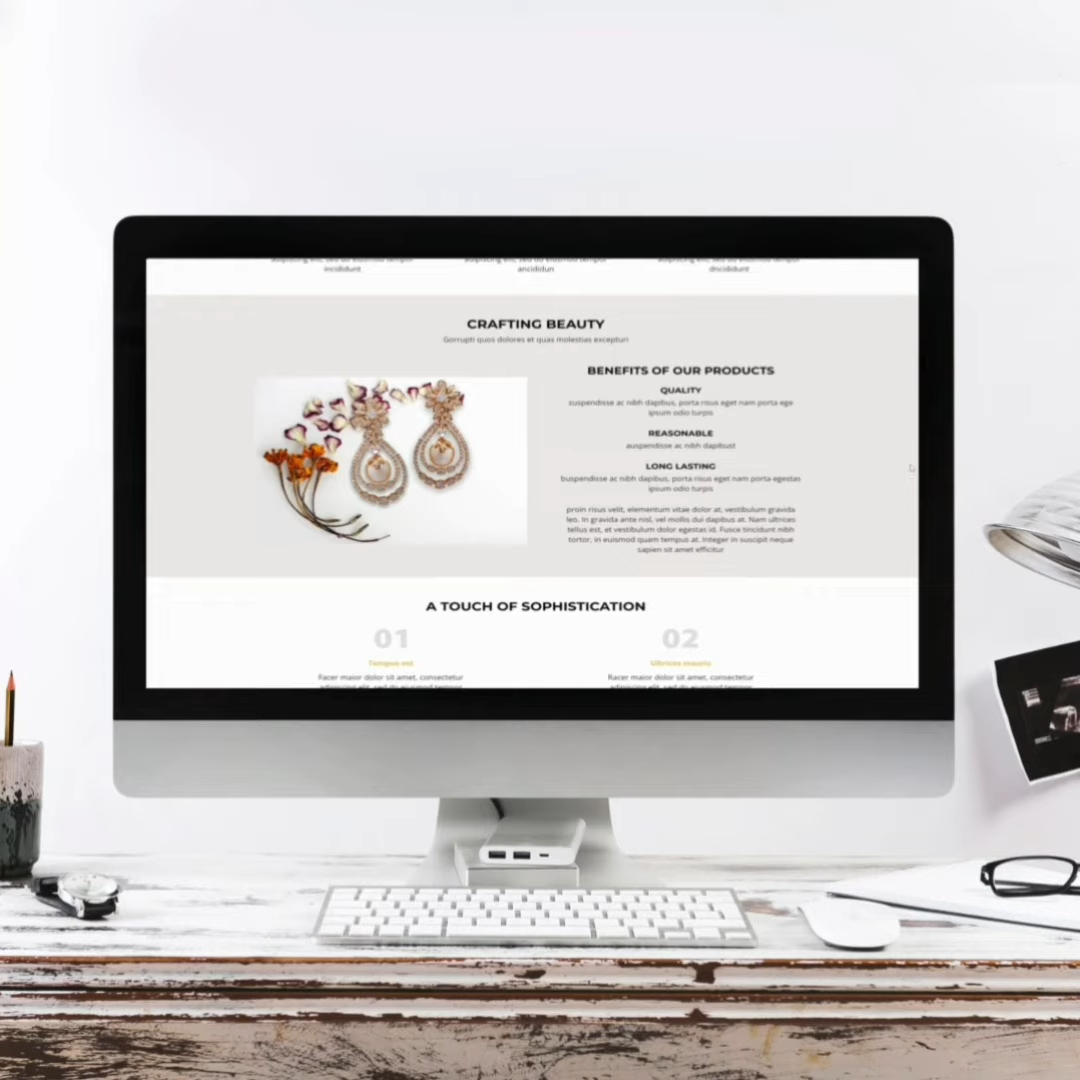 incididunt
ancididun
dncididunt
CRAFTING BEAUTY
Gorrupti quos dolores et quas molestias excepturi
BENEFITS OF OUR PRODUCTS
QUALITY
suspendisse ac nibh dapibus, porta risus eget nam porta ege
ipsum odio turpis
REASONABLE
auspendisse ac nibh dapibust
LONG LASTING
buspendisse ac nibh dapibus, porta risus eget nam porta egestas
ipsum odio turpis
proin risus velit, elementum vitae dolor at, vestibulum gravida
leo. In gravida ante nisl, vel mollis dui dapibus at. Nam ultrices
tellus est, et vestibulum dolor egestas id. Fusce tincidunt nibh
tortor, in euismod quam tempus at. Integer in suscipit neque
sapien sit amet efficitur
A TOUCH OF SOPHISTICATION
01
02
Tempus est
Ultrices mauris
Facer maior dolor sit amet, consectetur
Facer maior dolor sit amet, consectetur